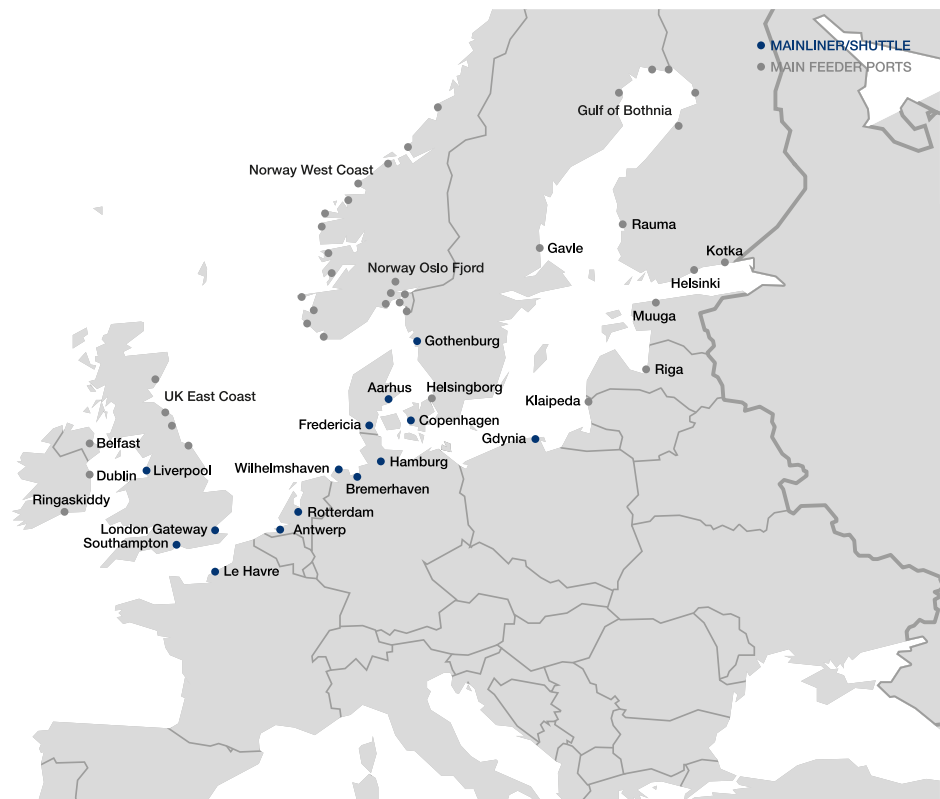 MAINLINER/SHUTTLE
MAIN FEEDER PORTS
Gulf of Bothnia
Norway West Coast
Rauma
Gavle
Kotka
Norway Oslo Fjord
Helsinki
Muuga
Gothenburg
Riga
Aarhus
Helsingborg
UK East Coast
Klaipeda
Copenhagen
Fredericia
Gdynia
Belfast
Hamburg
Wilhelmshaven
Liverpool
Dublin
Bremerhaven
Ringaskiddy
Rotterdam
London Gateway
Antwerp
Southampton
Le Havre